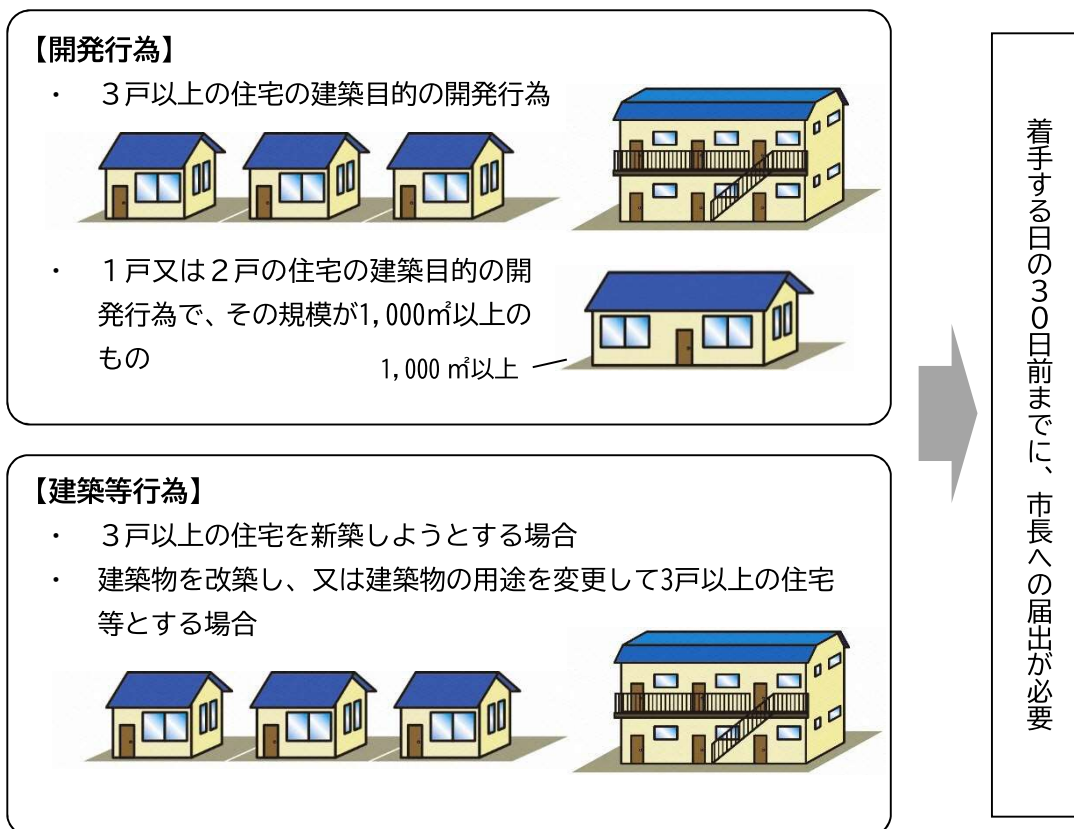 【開発行為】
・ ３戸以上の住宅の建築目的の開発行為
・ １戸又は２戸の住宅の建築目的の開
発行為で、その規模が1,000㎡以上の
もの
1,000 ㎡以上
【建築等行為】
・ ３戸以上の住宅を新築しようとする場合
・ 建築物を改築し、又は建築物の用途を変更して3戸以上の住宅
等とする場合
着手する日の３０日前までに、市長への届出が必要